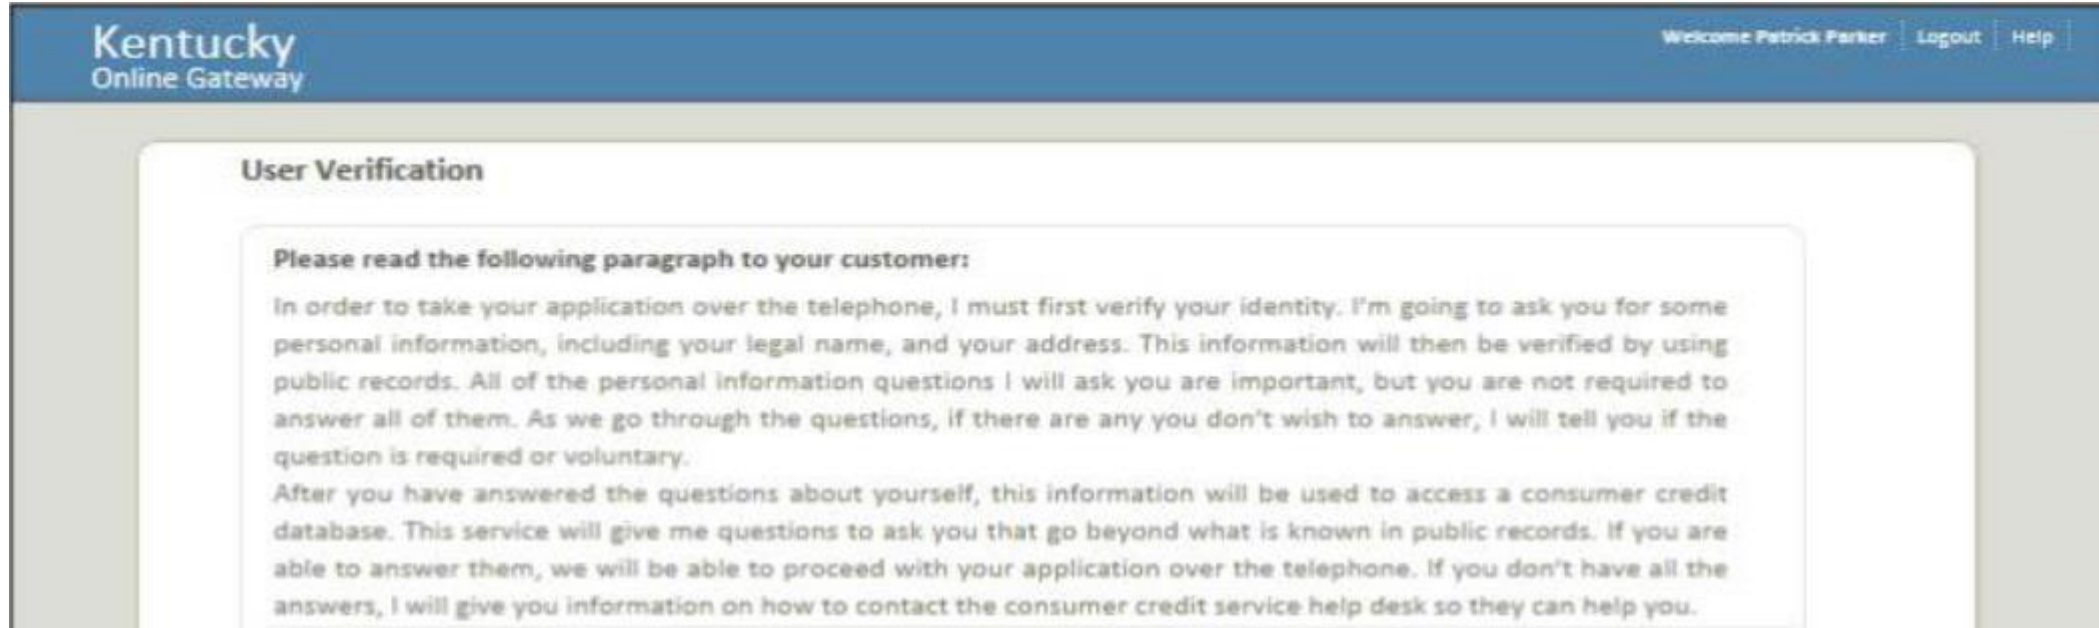 Kentucky
Online Gateway
Welcome Patrick Parker Logout Help
User Verification
Please read the following paragraph to your customer:
In order to take your application over the telephone, I must first verify your identity. I'm going to ask you for some
personal information, including your legal name, and your address. This information will then be verified by using
public records. All of the personal information questions I will ask you are important, but you are not required to
answer all of them. As we go through the questions, if there are any you don't wish to answer, I will tell you if the
question is required or voluntary.
After you have answered the questions about yourself, this information will be used to access a consumer credit
database. This service will give me questions to ask you that go beyond what is known in public records. If you are
able to answer them, we will be able to proceed with your application over the telephone. If you don't have all the
answers, I will give you information on how to contact the consumer credit service help desk so they can help you.